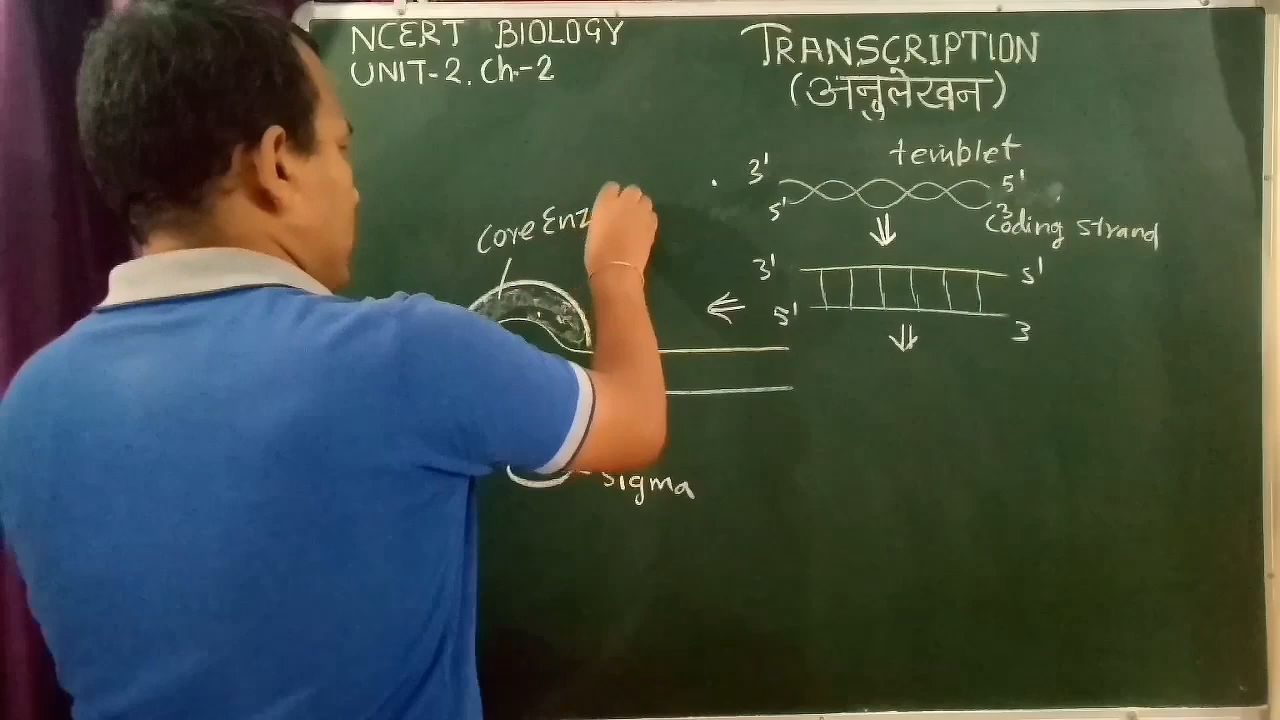 NCERT BIOLOGY
UNIT-2, Ch.-2
TRANSCRIPTION
(अनुलेखन)
templet
3' 5'
5' 3
Coding strand
3' 5'
5' 3
Core Enz
Sigma